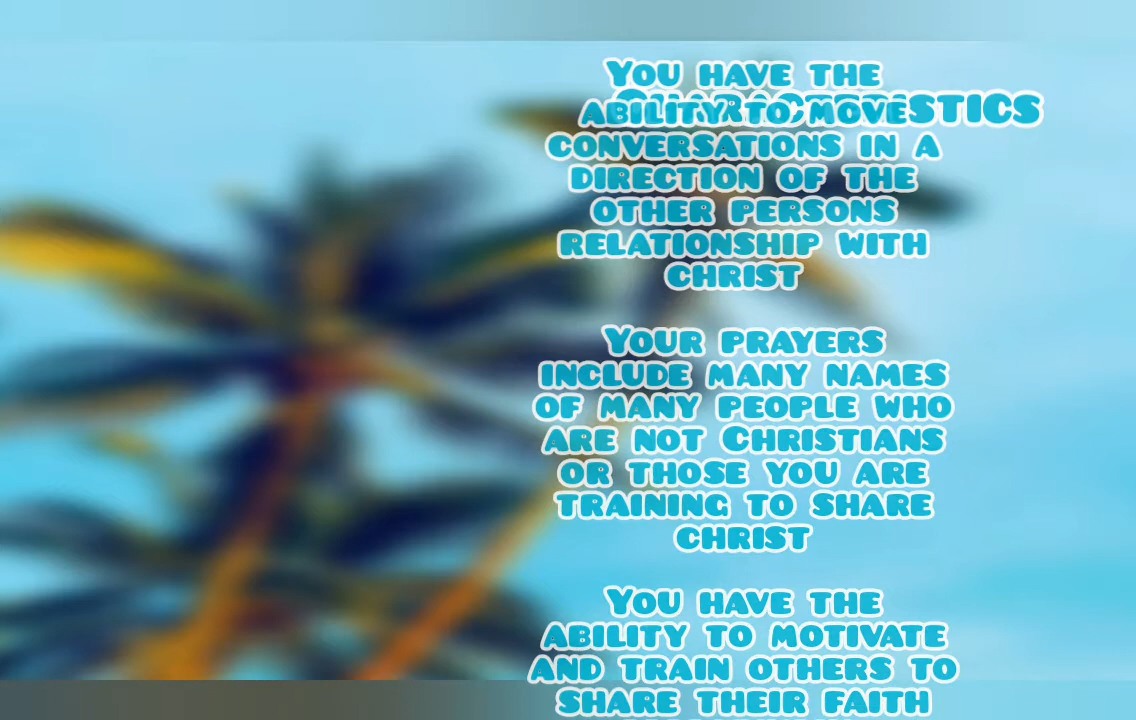 You have the
Characteristics
ability to move
conversations in a
direction of the
other persons
relationship with
christ
Your prayers
include many names
of many people who
are not Christians
or those you are
training to share
christ
You have the
ability to motivate
and train others to
share their faith